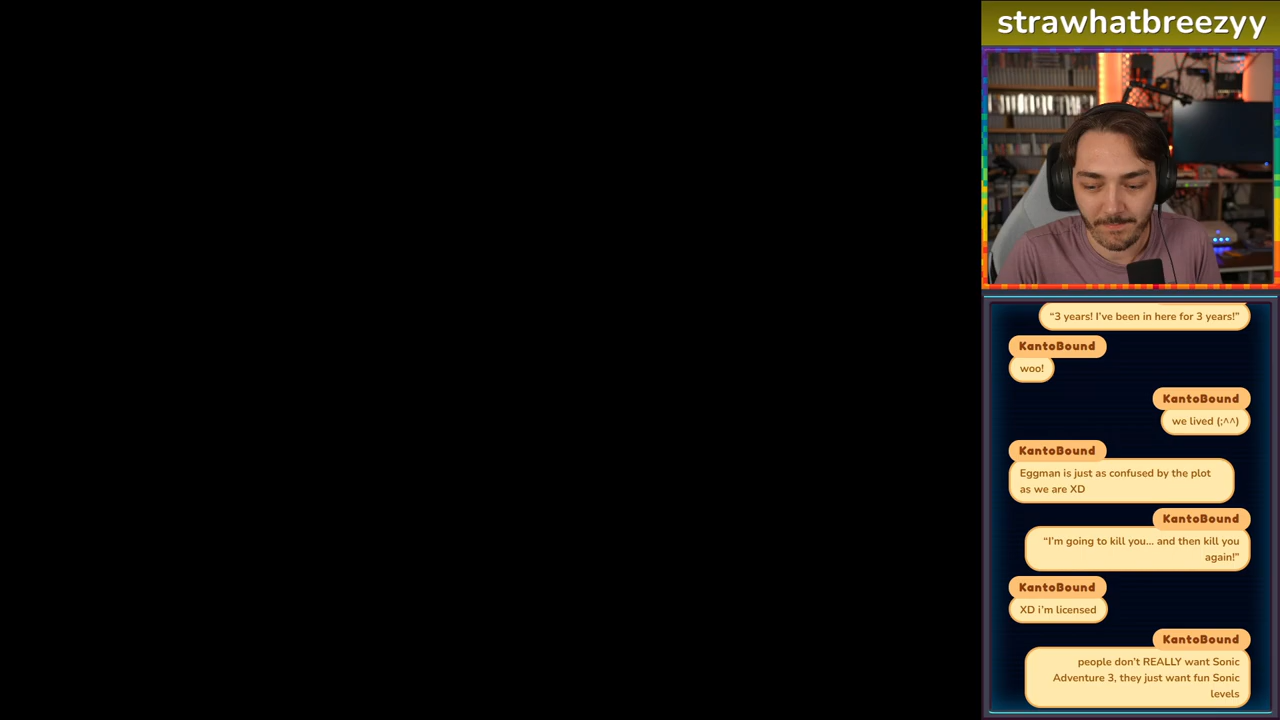 strawhatbreezyy
“3 years! I’ve been in here for 3 years!”
KantoBound
woo!
KantoBound
we lived (;^^)
KantoBound
Eggman is just as confused by the plot
as we are XD
KantoBound
“I’m going to kill you... and then kill you
again!”
KantoBound
XD i’m licensed
KantoBound
people don’t REALLY want Sonic
Adventure 3, they just want fun Sonic
levels